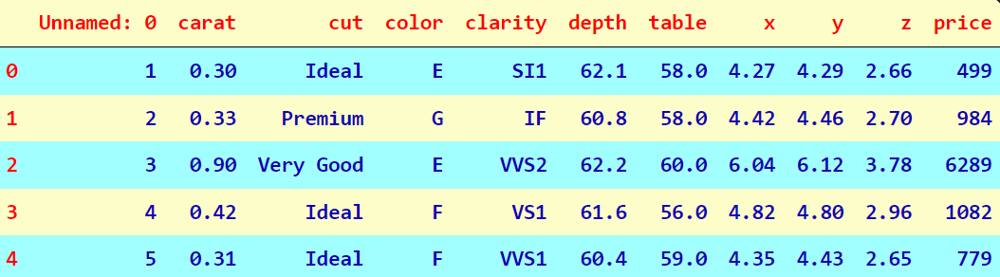 Unnamed: 0 carat cut color clarity depth table x y z price
0 1 0.30 Ideal E SI1 62.1 58.0 4.27 4.29 2.66 499
1 2 0.33 Premium G IF 60.8 58.0 4.42 4.46 2.70 984
2 3 0.90 Very Good E VVS2 62.2 60.0 6.04 6.12 3.78 6289
3 4 0.42 Ideal F VS1 61.6 56.0 4.82 4.80 2.96 1082
4 5 0.31 Ideal F VVS1 60.4 59.0 4.35 4.43 2.65 779